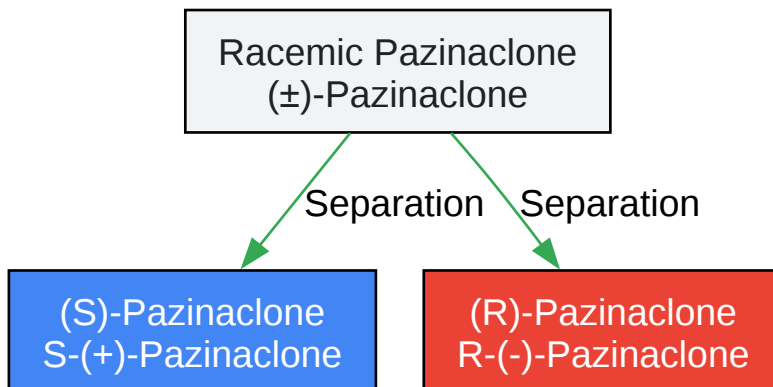 Racemic Pazinaclone
(±)-Pazinaclone
Separation
Separation
(S)-Pazinaclone
S-(+)-Pazinaclone
(R)-Pazinaclone
R-(-)-Pazinaclone